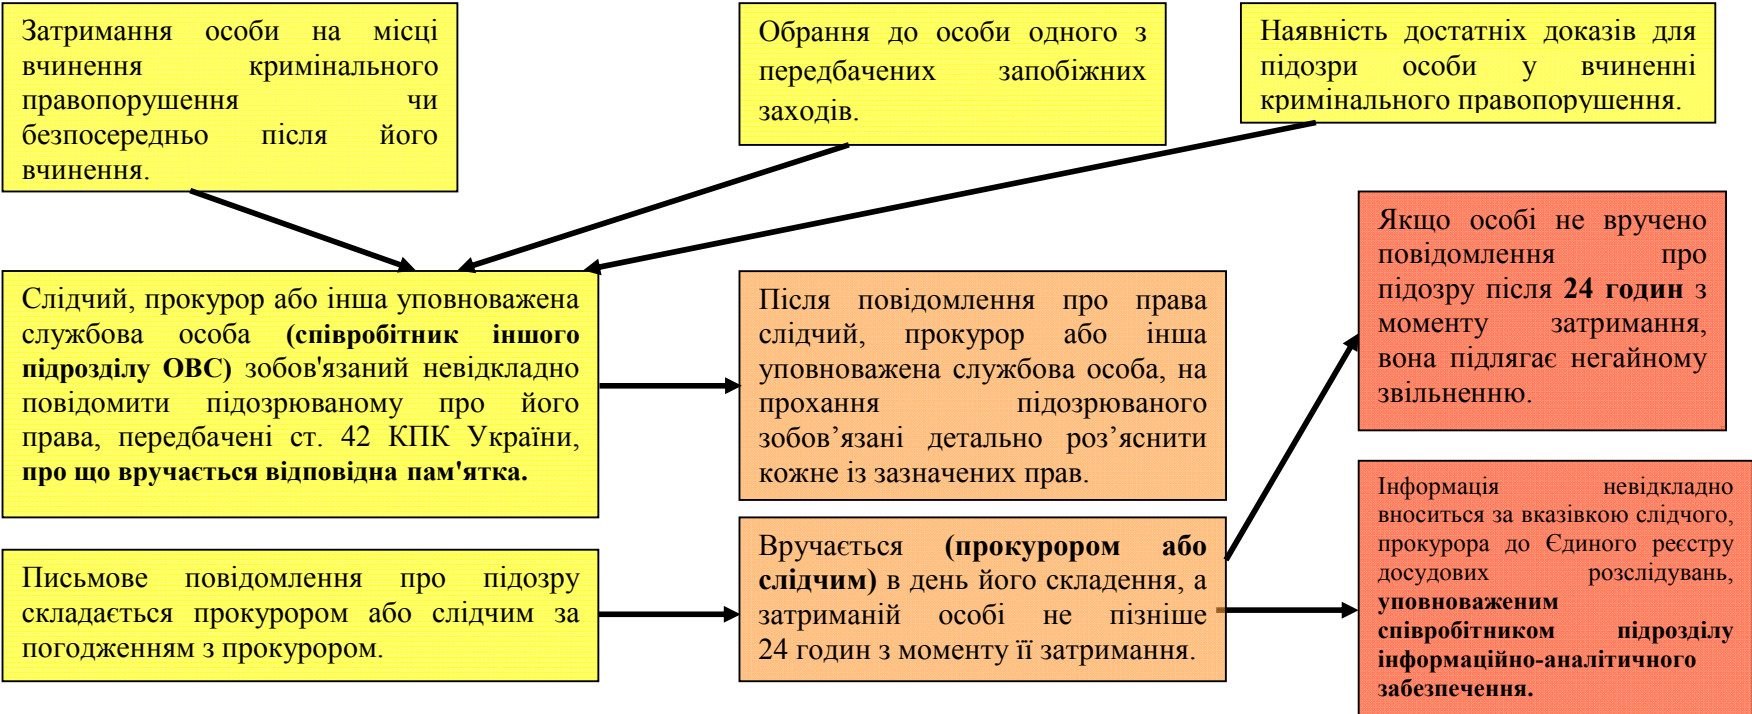 Затримання особи на місці
вчинення кримінального
правопорушення чи
безпосередньо після його
вчинення.
Обрання до особи одного з
передбачених запобіжних
заходів.
Наявність достатніх доказів для
підозри особи у вчиненні
кримінального правопорушення.
Слідчий, прокурор або інша уповноважена
службова особа (співробітник іншого
підрозділу ОВС) зобов'язаний невідкладно
повідомити підозрюваному про його
права, передбачені ст. 42 КПК України,
про що вручається відповідна пам'ятка.
Після повідомлення про права
слідчий, прокурор або інша
уповноважена службова особа, на
прохання підозрюваного
зобов’язані детально роз’яснити
кожне із зазначених прав.
Якщо особі не вручено
повідомлення про
підозру після 24 годин з
моменту затримання,
вона підлягає негайному
звільненню.
Письмове повідомлення про підозру
складається прокурором або слідчим за
погодженням з прокурором.
Вручається (прокурором або
слідчим) в день його складення, а
затриманій особі не пізніше
24 годин з моменту її затримання.
Інформація невідкладно
вноситься за вказівкою слідчого,
прокурора до Єдиного реєстру
досудових розслідувань,
уповноваженим
співробітником підрозділу
інформаційно-аналітичного
забезпечення.